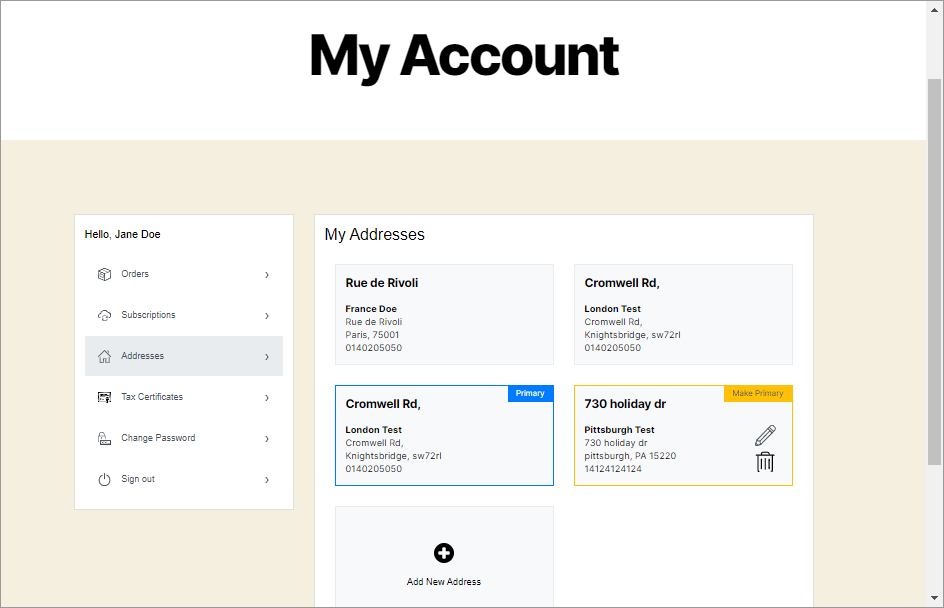 My Account
Hello, Jane Doe
Orders
Subscriptions
Addresses
Tax Certificates
Change Password
Sign out
My Addresses
Rue de Rivoli
France Doe
Rue de Rivoli
Paris, 75001
0140205050
Cromwell Rd,
London Test
Cromwell Rd,
Knightsbridge, sw72rl
0140205050
Primary
Cromwell Rd,
London Test
Cromwell Rd,
Knightsbridge, sw72rl
0140205050
Make Primary
730 holiday dr
Pittsburgh Test
730 holiday dr
pittsburgh, PA 15220
14124124124
Add New Address